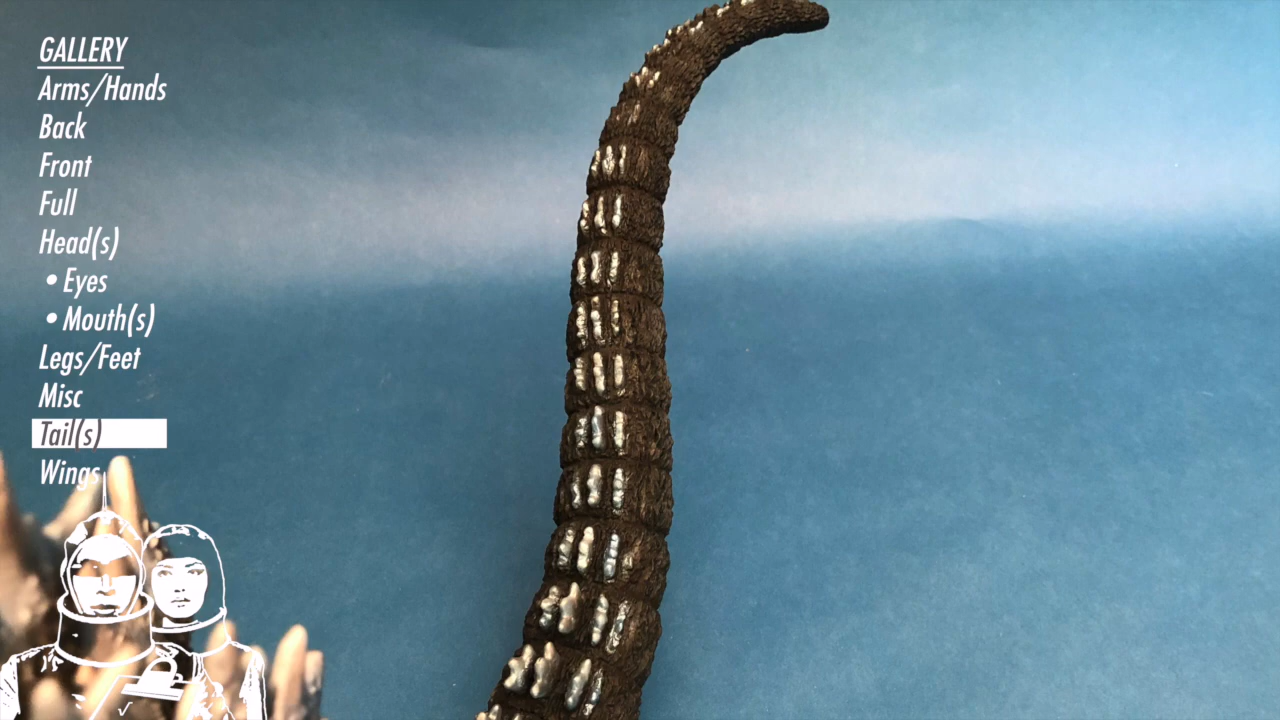 GALLERY
Arms/Hands
Back
Front
Full
Head(s)
• Eyes
• Mouth(s)
Legs/Feet
Misc
Tail(s)
Wings